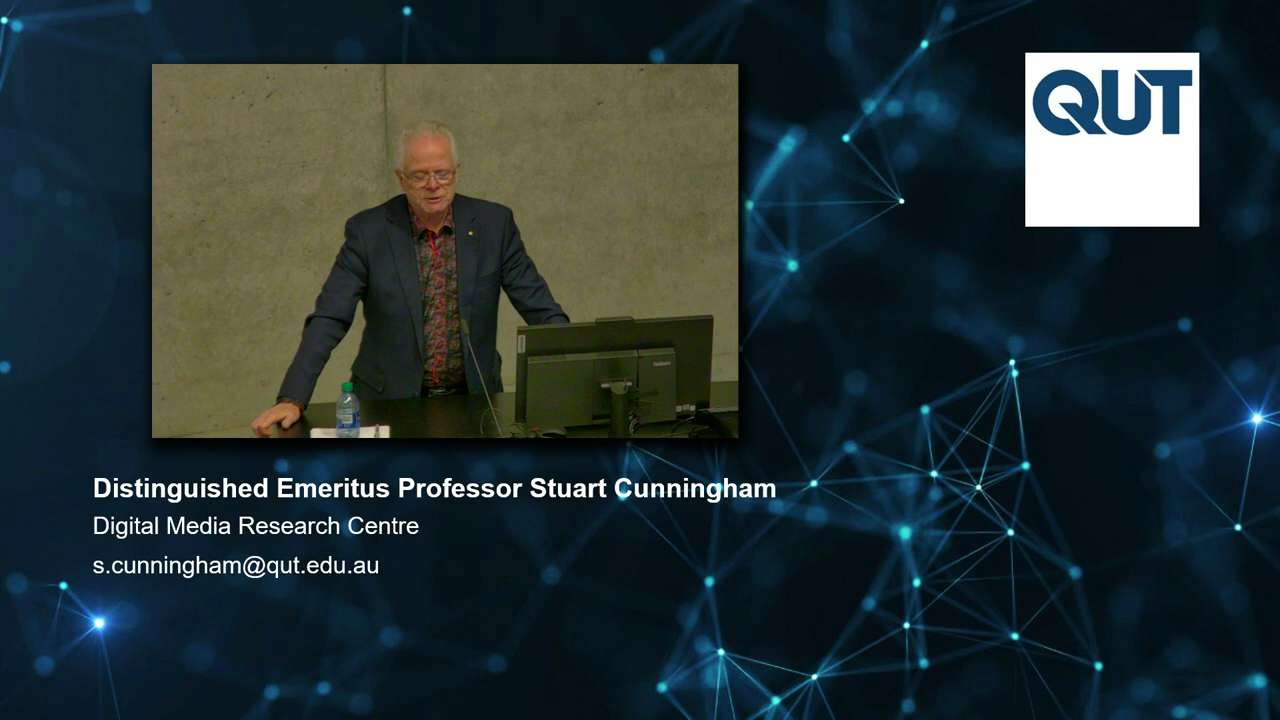 QUT
Distinguished Emeritus Professor Stuart Cunningham
Digital Media Research Centre
s.cunningham@qut.edu.au